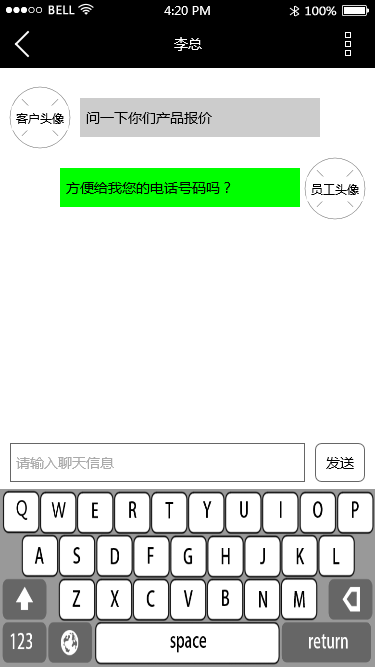 BELL 4:20 PM 100%
李总
客户头像 问一下你们产品报价
方便给我您的电话号码吗？ 员工头像
请输入聊天信息 发送
Q W E R T Y U I O P
A S D F G H J K L
Z X C V B N M
123 space return